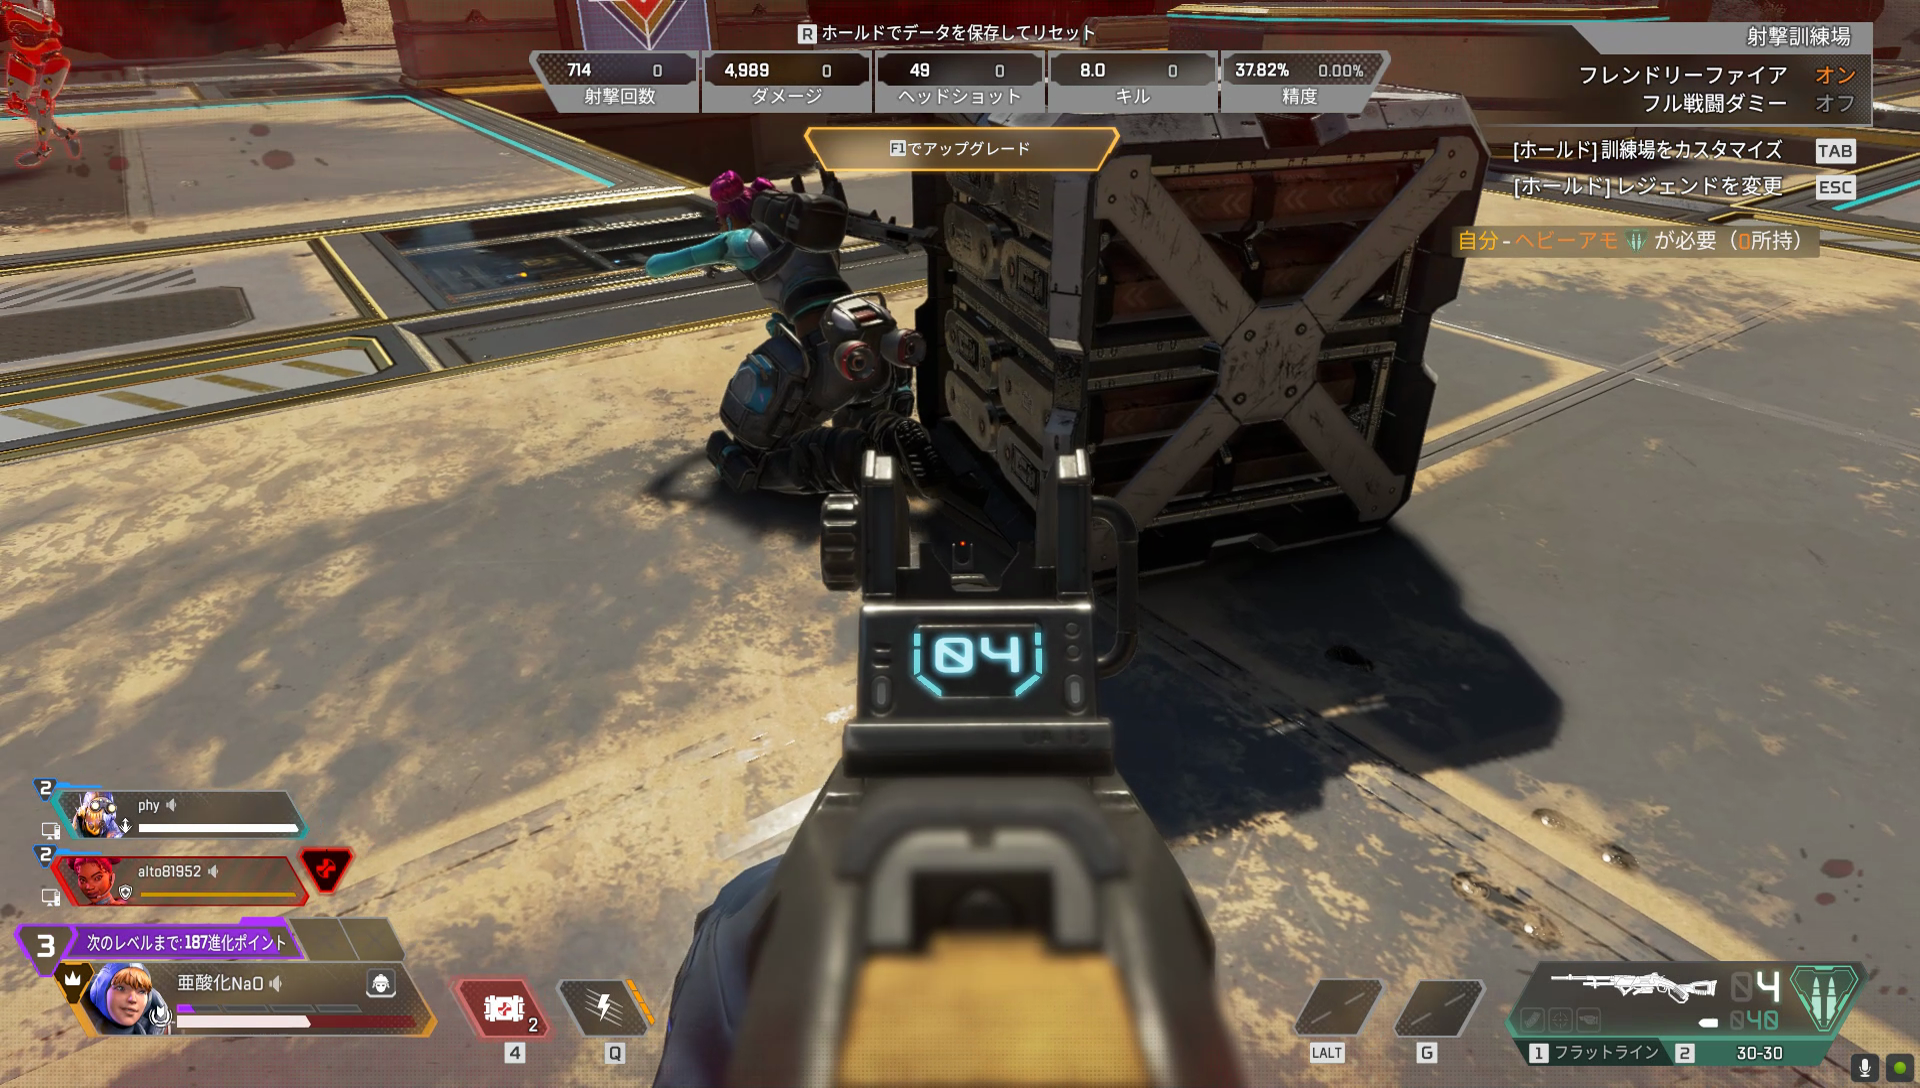 R ホールドでデータを保存してリセット
714 0
射撃回数
4,989 0
ダメージ
49 0
ヘッドショット
8.0 0
キル
37.82% 0.00%
精度
F1でアップグレード
射撃訓練場
フレンドリーファイア オン
フル戦闘ダミー オフ
[ホールド]訓練場をカスタマイズ TAB
[ホールド]レジェンドを変更 ESC
自分-ヘビーアモ が必要 (0所持)
04
2
phy
2
alto81952
3
次のレベルまで:187進化ポイント
亜酸化NaO
2
4
Q
LALT
G
04
040
1 フラットライン 2 30-30